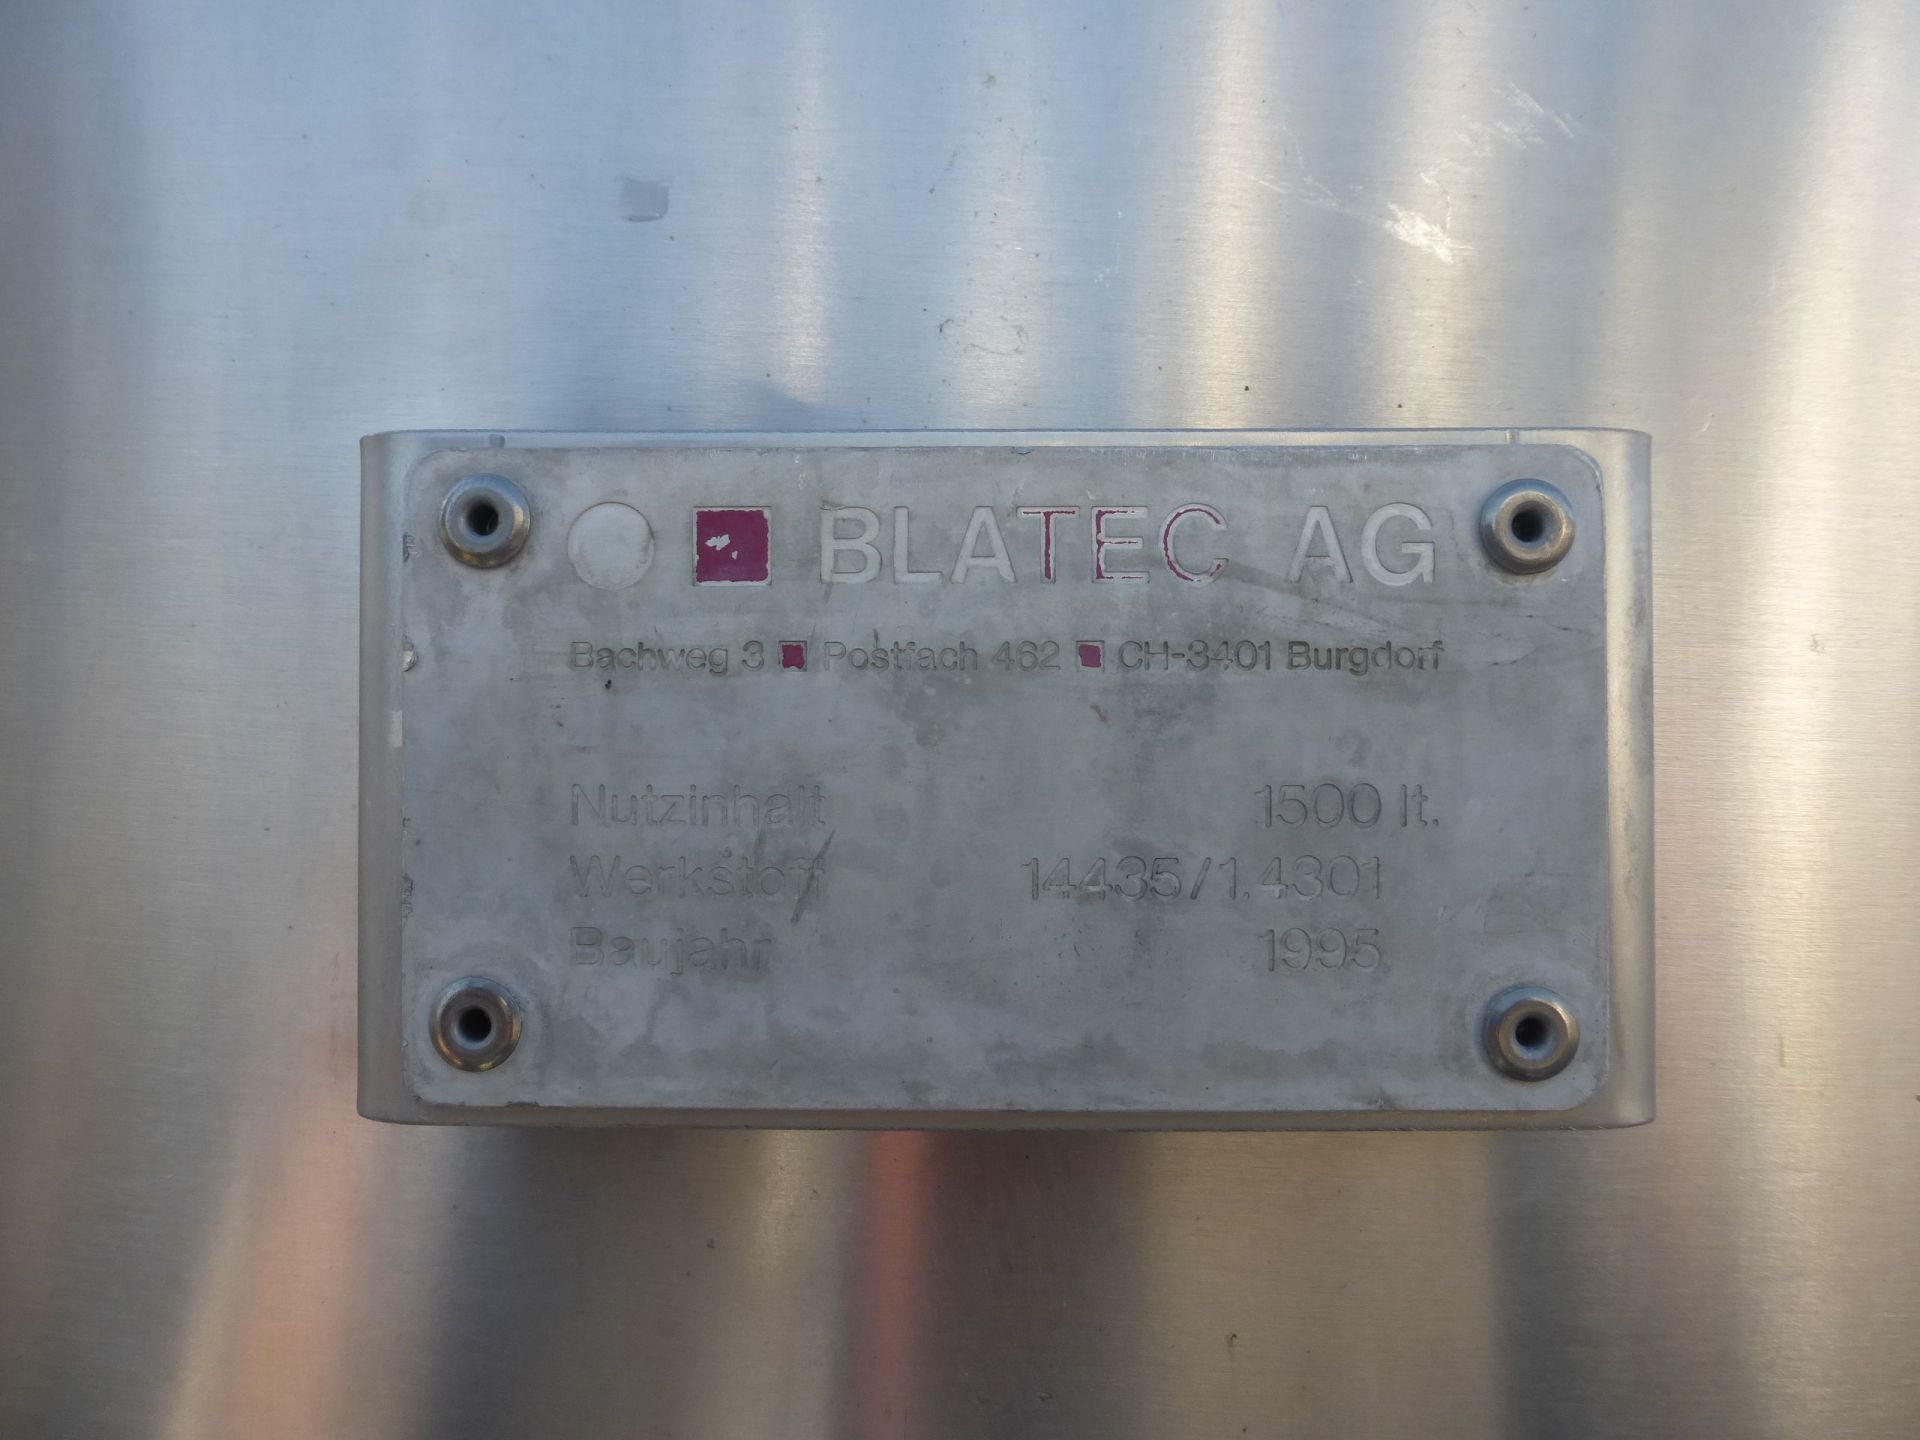 BLATEC AG
Bachweg 3 ■ Postfach 462 ■ CH-3401 Burgdorf
Nutzinhalt 1500 lt.
Werkstoff 14435/1.4301
Baujahr 1995